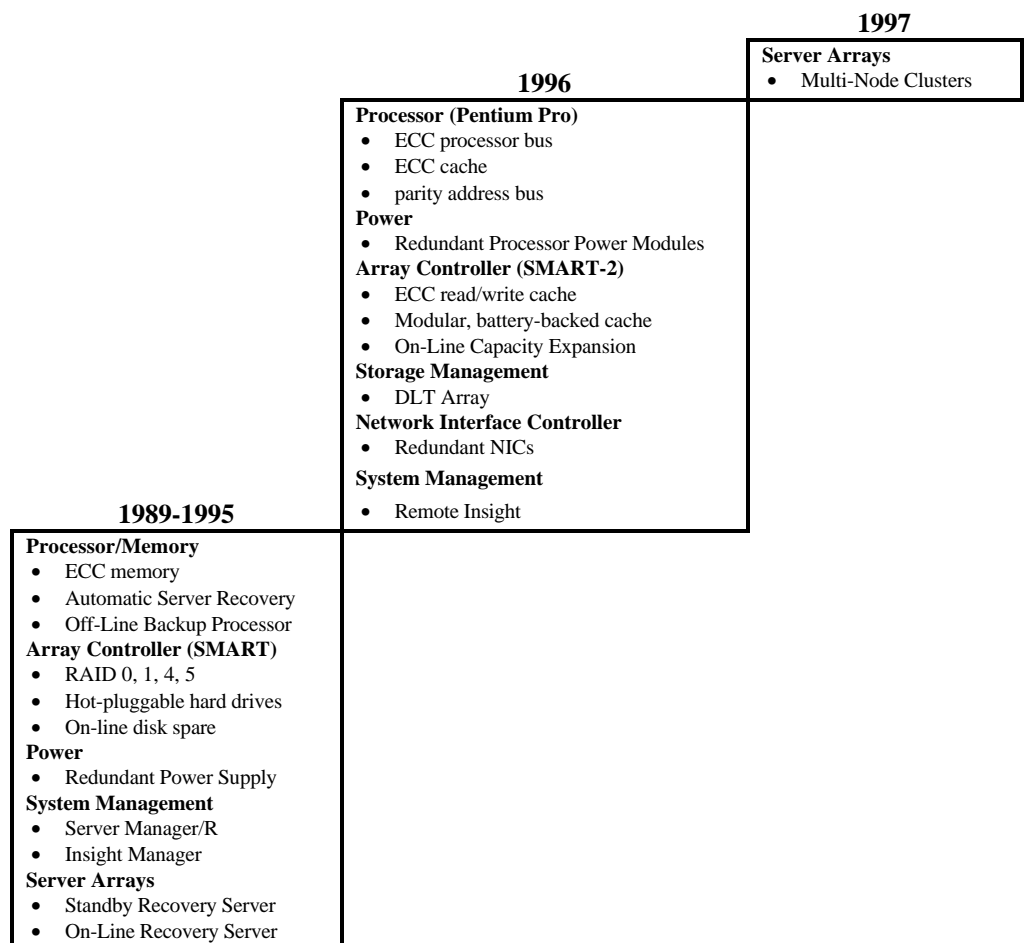 1997
Server Arrays
• Multi-Node Clusters
1996
Processor (Pentium Pro)
• ECC processor bus
• ECC cache
• parity address bus
Power
• Redundant Processor Power Modules
Array Controller (SMART-2)
• ECC read/write cache
• Modular, battery-backed cache
• On-Line Capacity Expansion
Storage Management
• DLT Array
Network Interface Controller
• Redundant NICs
System Management
• Remote Insight
1989-1995
Processor/Memory
• ECC memory
• Automatic Server Recovery
• Off-Line Backup Processor
Array Controller (SMART)
• RAID 0, 1, 4, 5
• Hot-pluggable hard drives
• On-line disk spare
Power
• Redundant Power Supply
System Management
• Server Manager/R
• Insight Manager
Server Arrays
• Standby Recovery Server
• On-Line Recovery Server